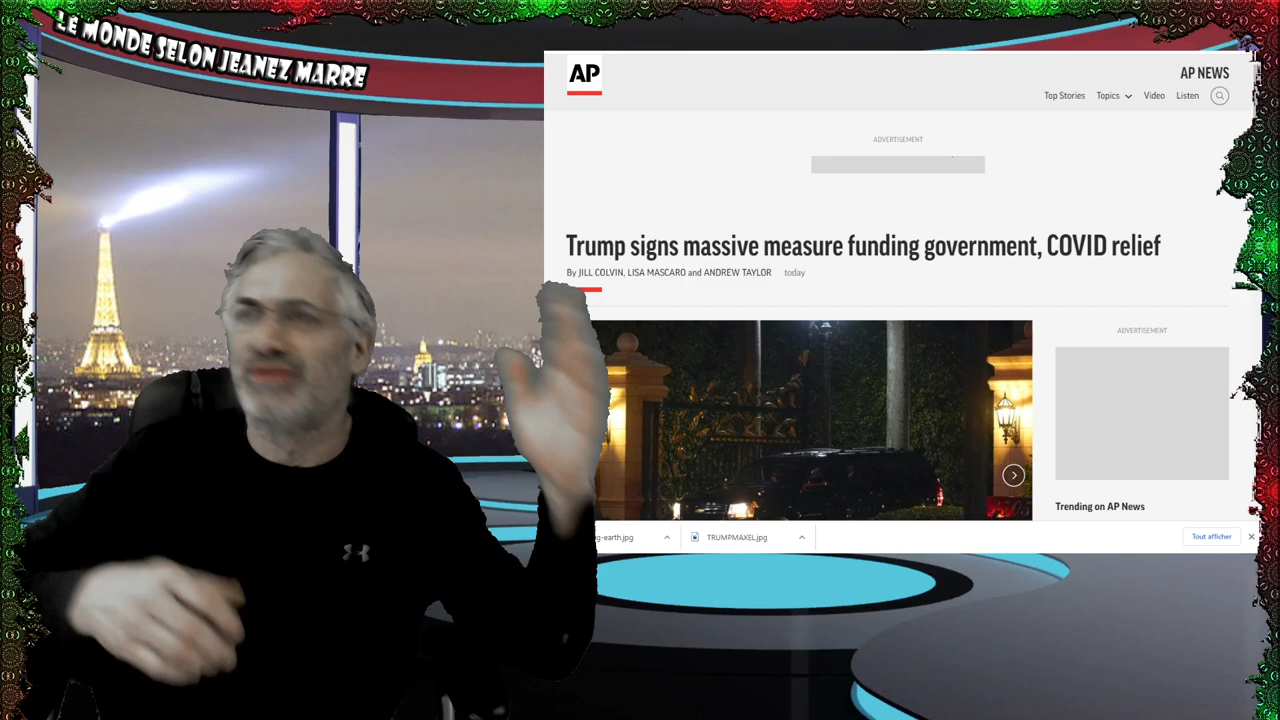 LE MONDE SELON JEANEZ MARRE
AP
AP NEWS
Top Stories Topics Video Listen
ADVERTISEMENT
Trump signs massive measure funding government, COVID relief
By JILL COLVIN, LISA MASCARO and ANDREW TAYLOR today
ADVERTISEMENT
Trending on AP News
g-earth.jpg TRUMPMAXEL.jpg Tout afficher